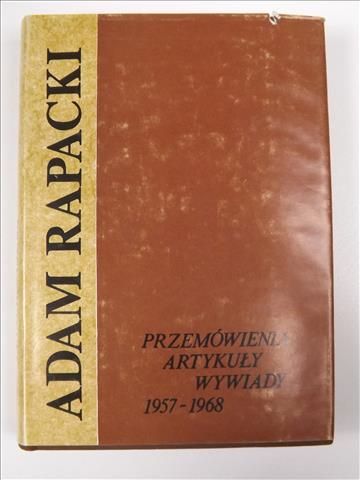 ADAM RAPACKI
PRZEMÓWIENIA
ARTYKUŁY
WYWIADY
1957-1968